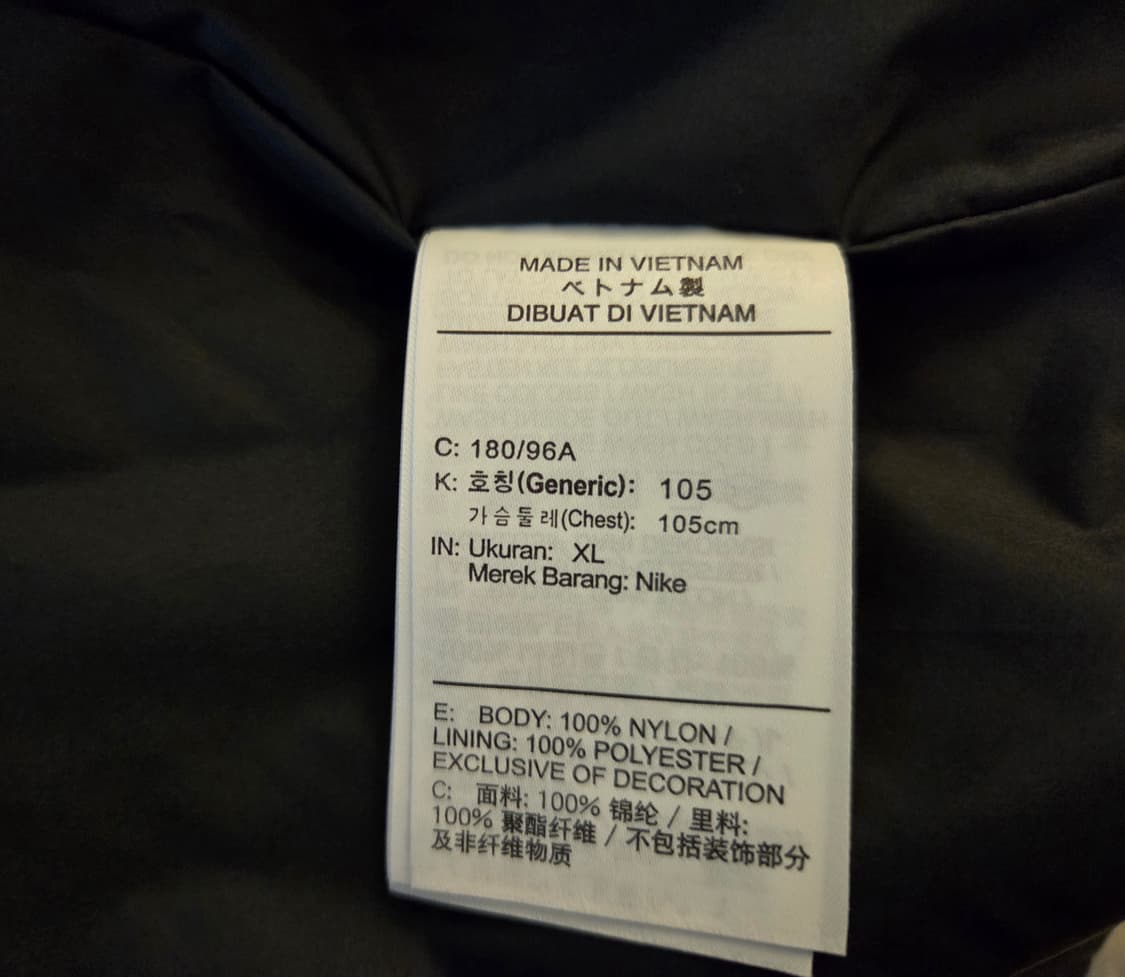 MADE IN VIETNAM
ベトナム製
DIBUAT DI VIETNAM
C: 180/96A
K: 호칭(Generic): 105
가슴둘레(Chest): 105cm
IN: Ukuran: XL
Merek Barang: Nike
E: BODY: 100% NYLON /
LINING: 100% POLYESTER /
EXCLUSIVE OF DECORATION
C: 面料: 100% 锦纶 / 里料:
100% 聚酯纤维 / 不包括装饰部分
及非纤维物质